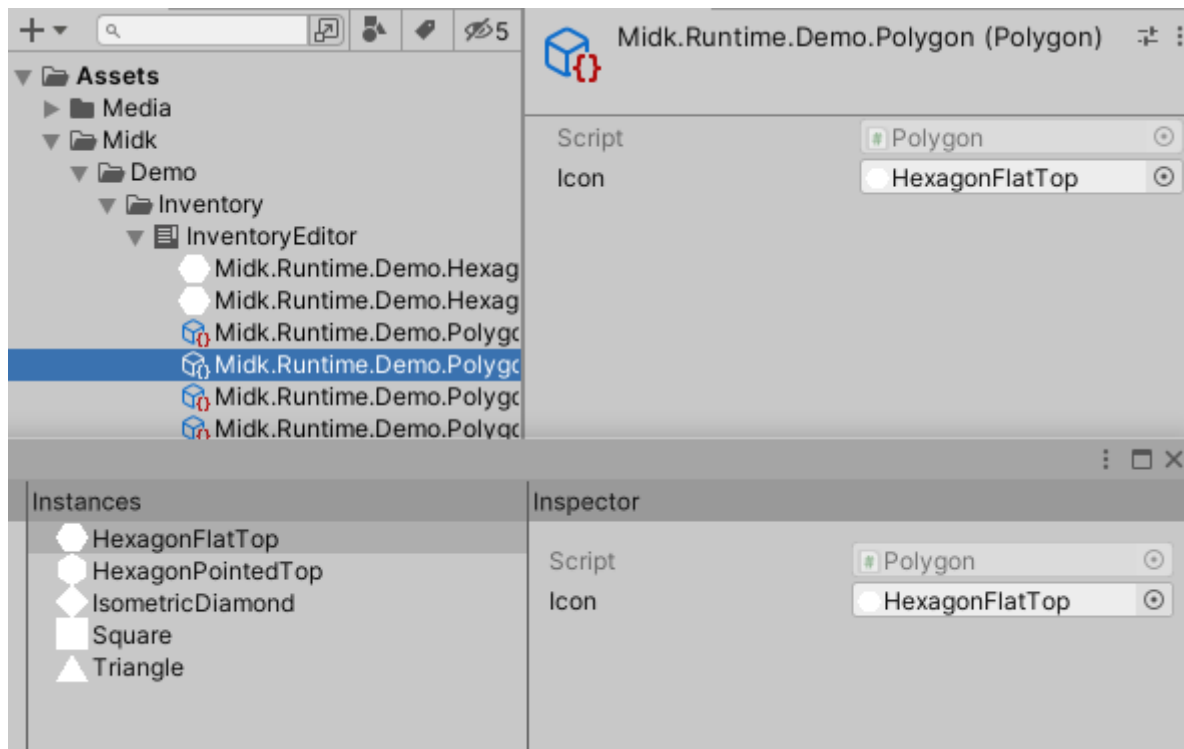 5
Assets
Media
Midk
Demo
Inventory
InventoryEditor
Midk.Runtime.Demo.Hexag
Midk.Runtime.Demo.Hexag
Midk.Runtime.Demo.Polygo
Midk.Runtime.Demo.Polygo
Midk.Runtime.Demo.Polygo
Midk.Runtime.Demo.Polygo
Midk.Runtime.Demo.Polygon (Polygon)
Script
# Polygon
Icon
HexagonFlatTop
Instances
HexagonFlatTop
HexagonPointedTop
IsometricDiamond
Square
Triangle
Inspector
Script
# Polygon
Icon
HexagonFlatTop